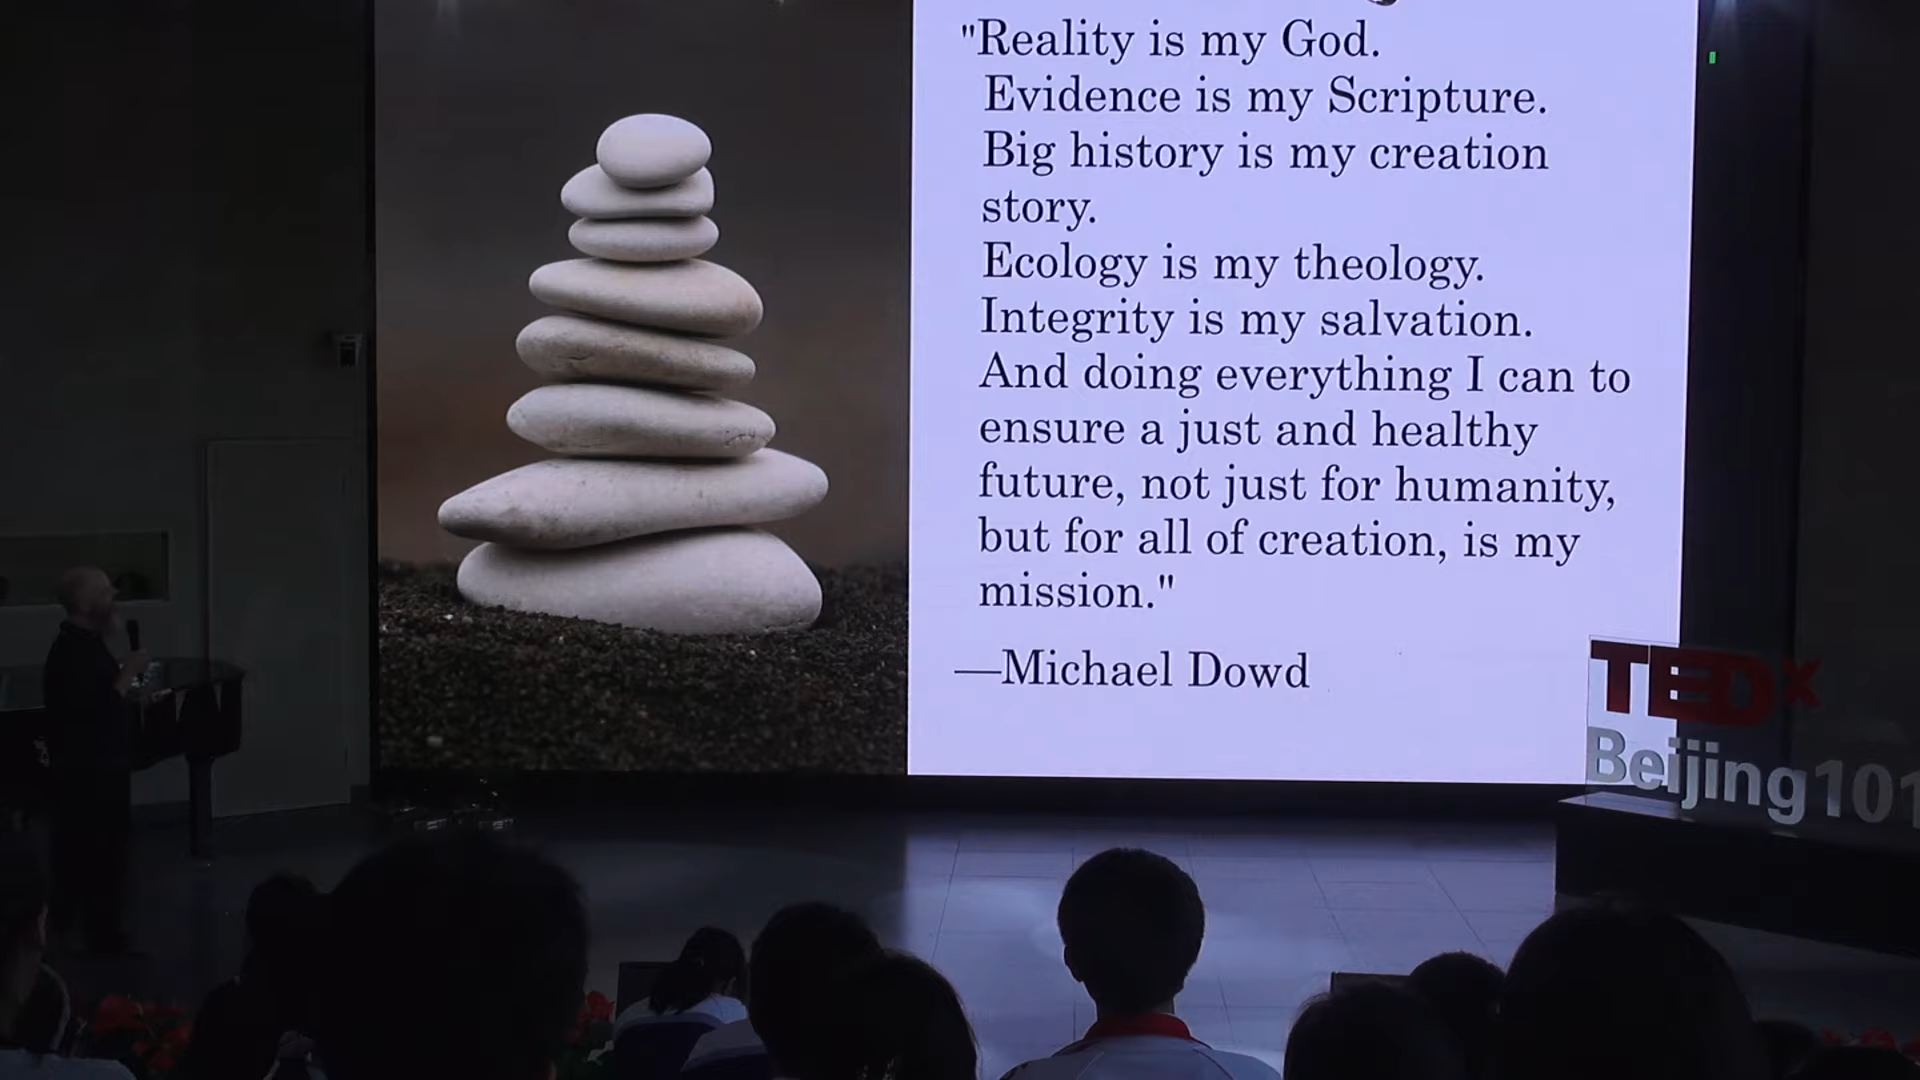 "Reality is my God.
Evidence is my Scripture.
Big history is my creation
story.
Ecology is my theology.
Integrity is my salvation.
And doing everything I can to
ensure a just and healthy
future, not just for humanity,
but for all of creation, is my
mission."
—Michael Dowd
TEDx
Beijing101